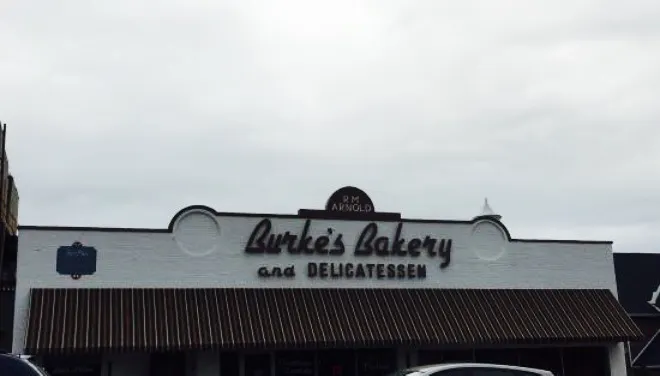 R.M.
ARNOLD
Burke's Bakery
and DELICATESSEN